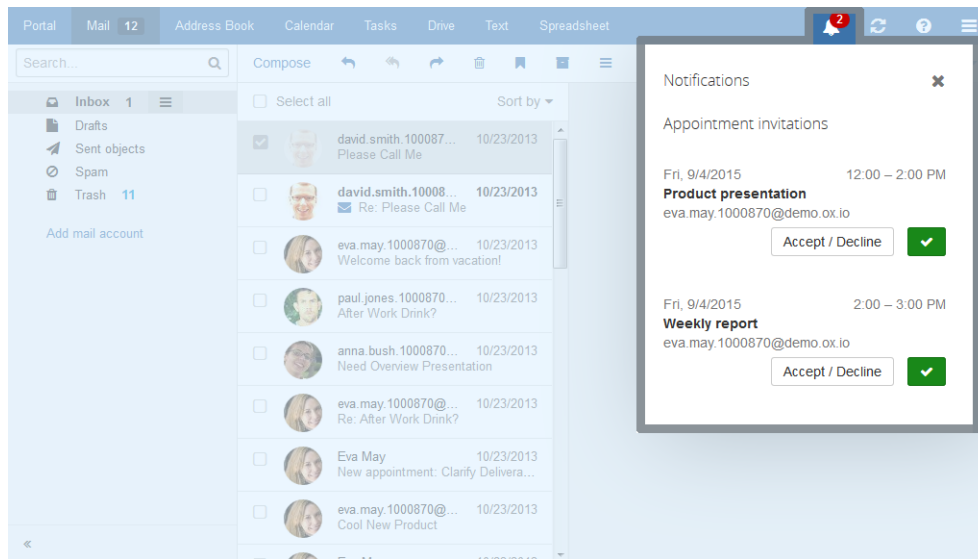 Portal Mail 12 Address Book Calendar Tasks Drive Text Spreadsheet 2
Search...
Inbox 1
Drafts
Sent objects
Spam
Trash 11
Add mail account
Compose
Select all Sort by
david.smith.100087... 10/23/2013
Please Call Me
david.smith.10008... 10/23/2013
Re: Please Call Me
eva.may.1000870@... 10/23/2013
Welcome back from vacation!
paul.jones.1000870... 10/23/2013
After Work Drink?
anna.bush.1000870... 10/23/2013
Need Overview Presentation
eva.may.1000870@... 10/23/2013
Re: After Work Drink?
Eva May 10/23/2013
New appointment: Clarify Delivera...
eva.may.1000870@... 10/23/2013
Cool New Product
Notifications
Appointment invitations
Fri, 9/4/2015 12:00 – 2:00 PM
Product presentation
eva.may.1000870@demo.ox.io
Accept / Decline
Fri, 9/4/2015 2:00 – 3:00 PM
Weekly report
eva.may.1000870@demo.ox.io
Accept / Decline